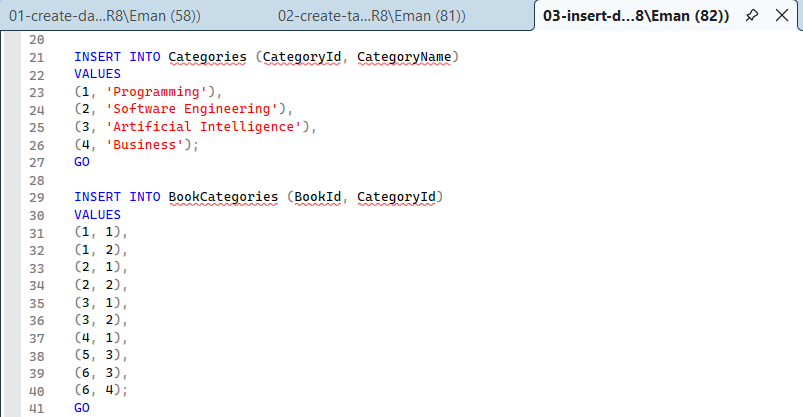 01-create-da...R8\Eman (58)) 02-create-ta...R8\Eman (81)) 03-insert-d...8\Eman (82))
20
21 INSERT INTO Categories (CategoryId, CategoryName)
22 VALUES
23 (1, 'Programming'),
24 (2, 'Software Engineering'),
25 (3, 'Artificial Intelligence'),
26 (4, 'Business');
27 GO
28
29 INSERT INTO BookCategories (BookId, CategoryId)
30 VALUES
31 (1, 1),
32 (1, 2),
33 (2, 1),
34 (2, 2),
35 (3, 1),
36 (3, 2),
37 (4, 1),
38 (5, 3),
39 (6, 3),
40 (6, 4);
41 GO